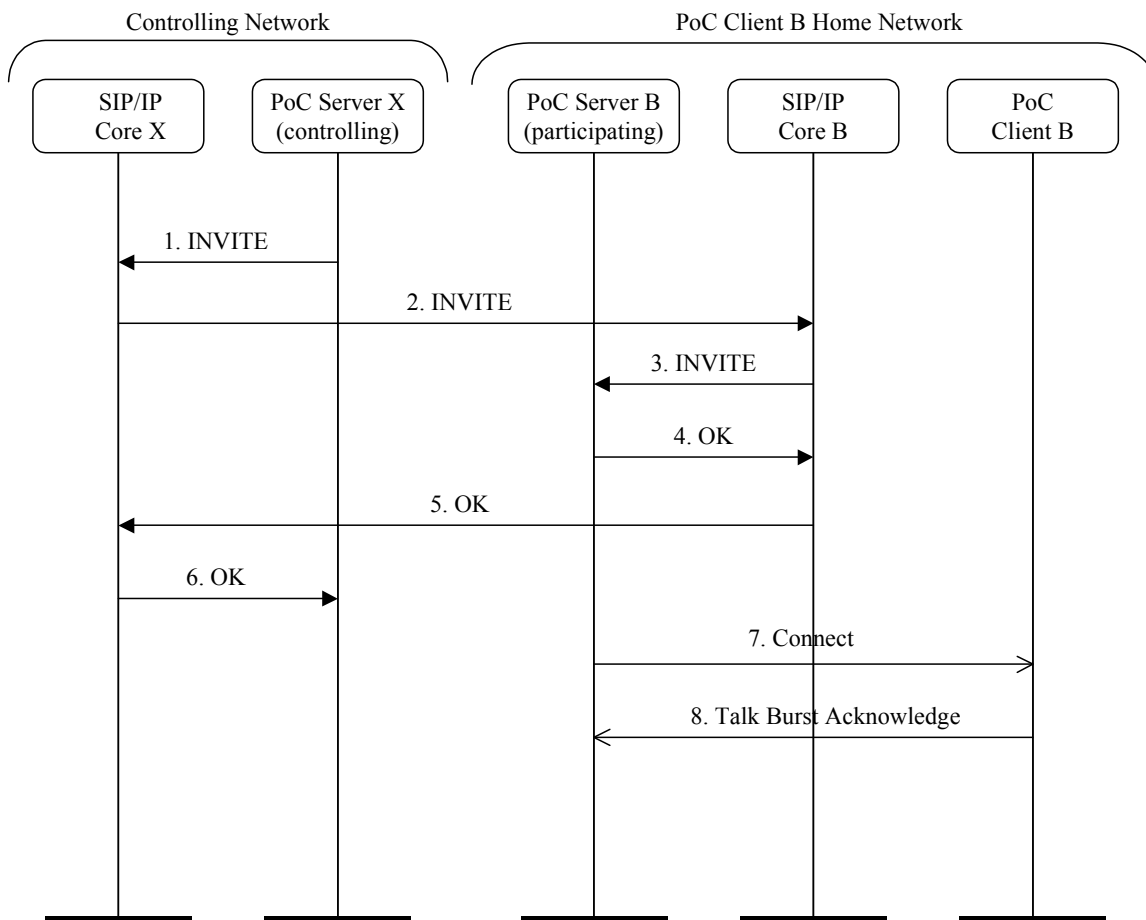 Controlling Network
PoC Client B Home Network
SIP/IP
Core X
PoC Server X
(controlling)
PoC Server B
(participating)
SIP/IP
Core B
PoC
Client B
1. INVITE
2. INVITE
3. INVITE
4. OK
5. OK
6. OK
7. Connect
8. Talk Burst Acknowledge